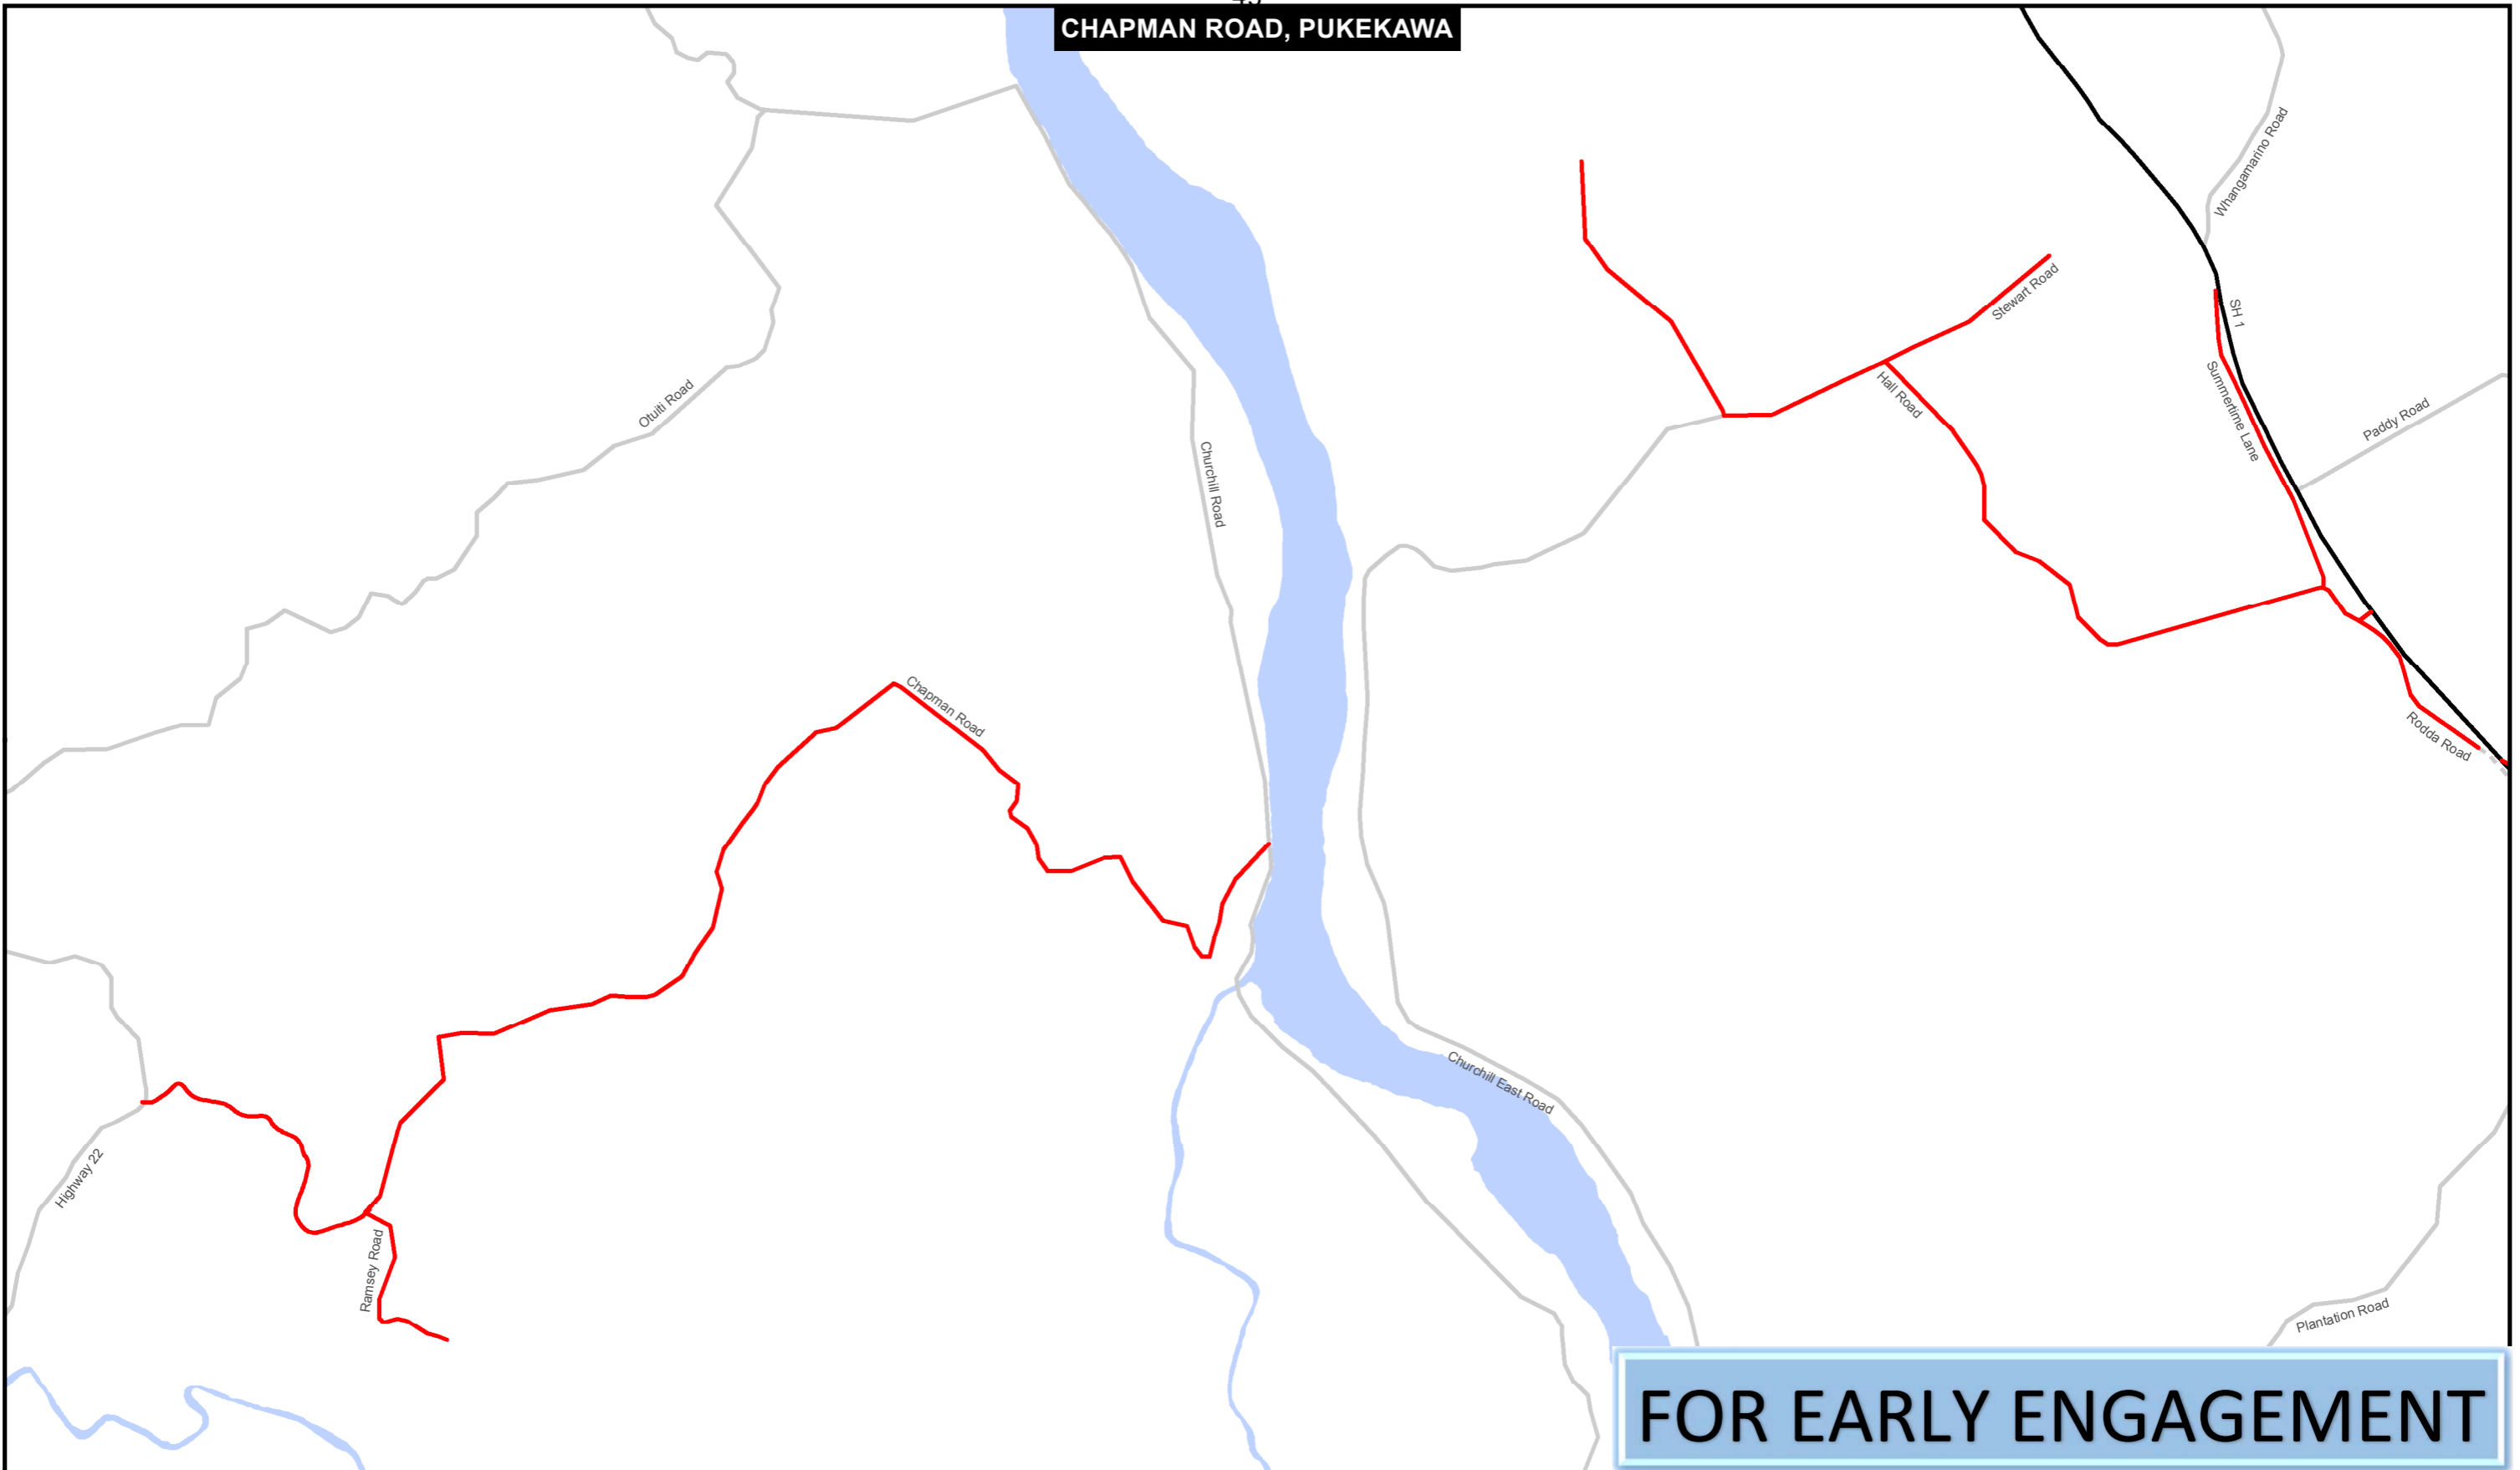 CHAPMAN ROAD, PUKEKAWA
Whangamarino Road
Stewart Road
SH 1
Hall Road
Summertime Lane
Paddy Road
Otuiti Road
Churchill Road
Chapman Road
Rodda Road
Churchill East Road
Highway 22
Ramsey Road
Plantation Road
FOR EARLY ENGAGEMENT